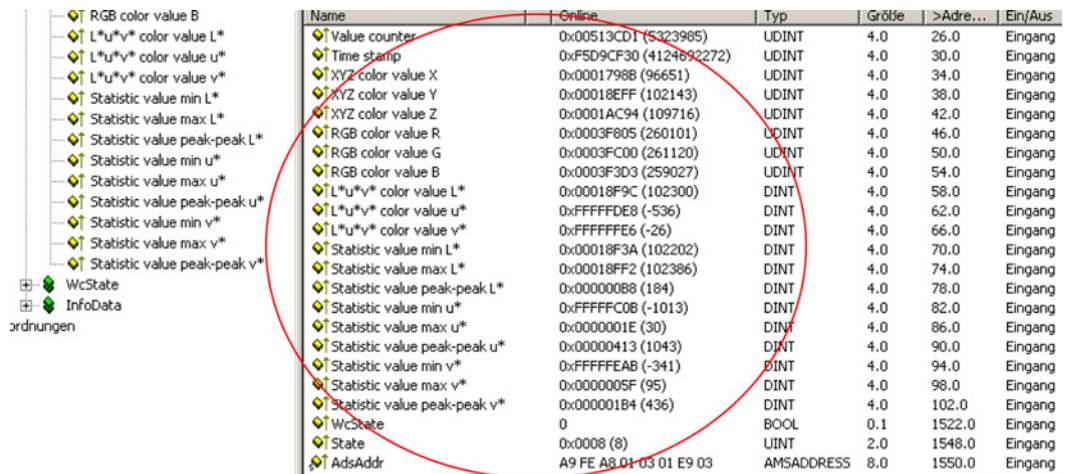 RGB color value B
L*u*v* color value L*
L*u*v* color value u*
L*u*v* color value v*
Statistic value min L*
Statistic value max L*
Statistic value peak-peak L*
Statistic value min u*
Statistic value max u*
Statistic value peak-peak u*
Statistic value min v*
Statistic value max v*
Statistic value peak-peak v*
WcState
InfoData
ordnungen
Name Online Typ Größe >Adre... Ein/Aus
Value counter 0x00513CD1 (5323985) UDINT 4.0 26.0 Eingang
Time stamp 0xF5D9CF30 (4124692272) UDINT 4.0 30.0 Eingang
XYZ color value X 0x0001798B (96651) UDINT 4.0 34.0 Eingang
XYZ color value Y 0x00018EFF (102143) UDINT 4.0 38.0 Eingang
XYZ color value Z 0x0001AC94 (109716) UDINT 4.0 42.0 Eingang
RGB color value R 0x0003F805 (260101) UDINT 4.0 46.0 Eingang
RGB color value G 0x0003FC00 (261120) UDINT 4.0 50.0 Eingang
RGB color value B 0x0003F3D3 (259027) UDINT 4.0 54.0 Eingang
L*u*v* color value L* 0x00018F9C (102300) DINT 4.0 58.0 Eingang
L*u*v* color value u* 0xFFFFFDE8 (-536) DINT 4.0 62.0 Eingang
L*u*v* color value v* 0xFFFFFFE6 (-26) DINT 4.0 66.0 Eingang
Statistic value min L* 0x00018F3A (102202) DINT 4.0 70.0 Eingang
Statistic value max L* 0x00018FF2 (102386) DINT 4.0 74.0 Eingang
Statistic value peak-peak L* 0x000000B8 (184) DINT 4.0 78.0 Eingang
Statistic value min u* 0xFFFFFC0B (-1013) DINT 4.0 82.0 Eingang
Statistic value max u* 0x0000001E (30) DINT 4.0 86.0 Eingang
Statistic value peak-peak u* 0x00000413 (1043) DINT 4.0 90.0 Eingang
Statistic value min v* 0xFFFFFEAB (-341) DINT 4.0 94.0 Eingang
Statistic value max v* 0x0000005F (95) DINT 4.0 98.0 Eingang
Statistic value peak-peak v* 0x000001B4 (436) DINT 4.0 102.0 Eingang
WcState 0 BOOL 0.1 1522.0 Eingang
State 0x0008 (8) UINT 2.0 1548.0 Eingang
AdsAddr A9 FE A8 01 03 01 E9 03 AMSADDRESS 8.0 1550.0 Eingang